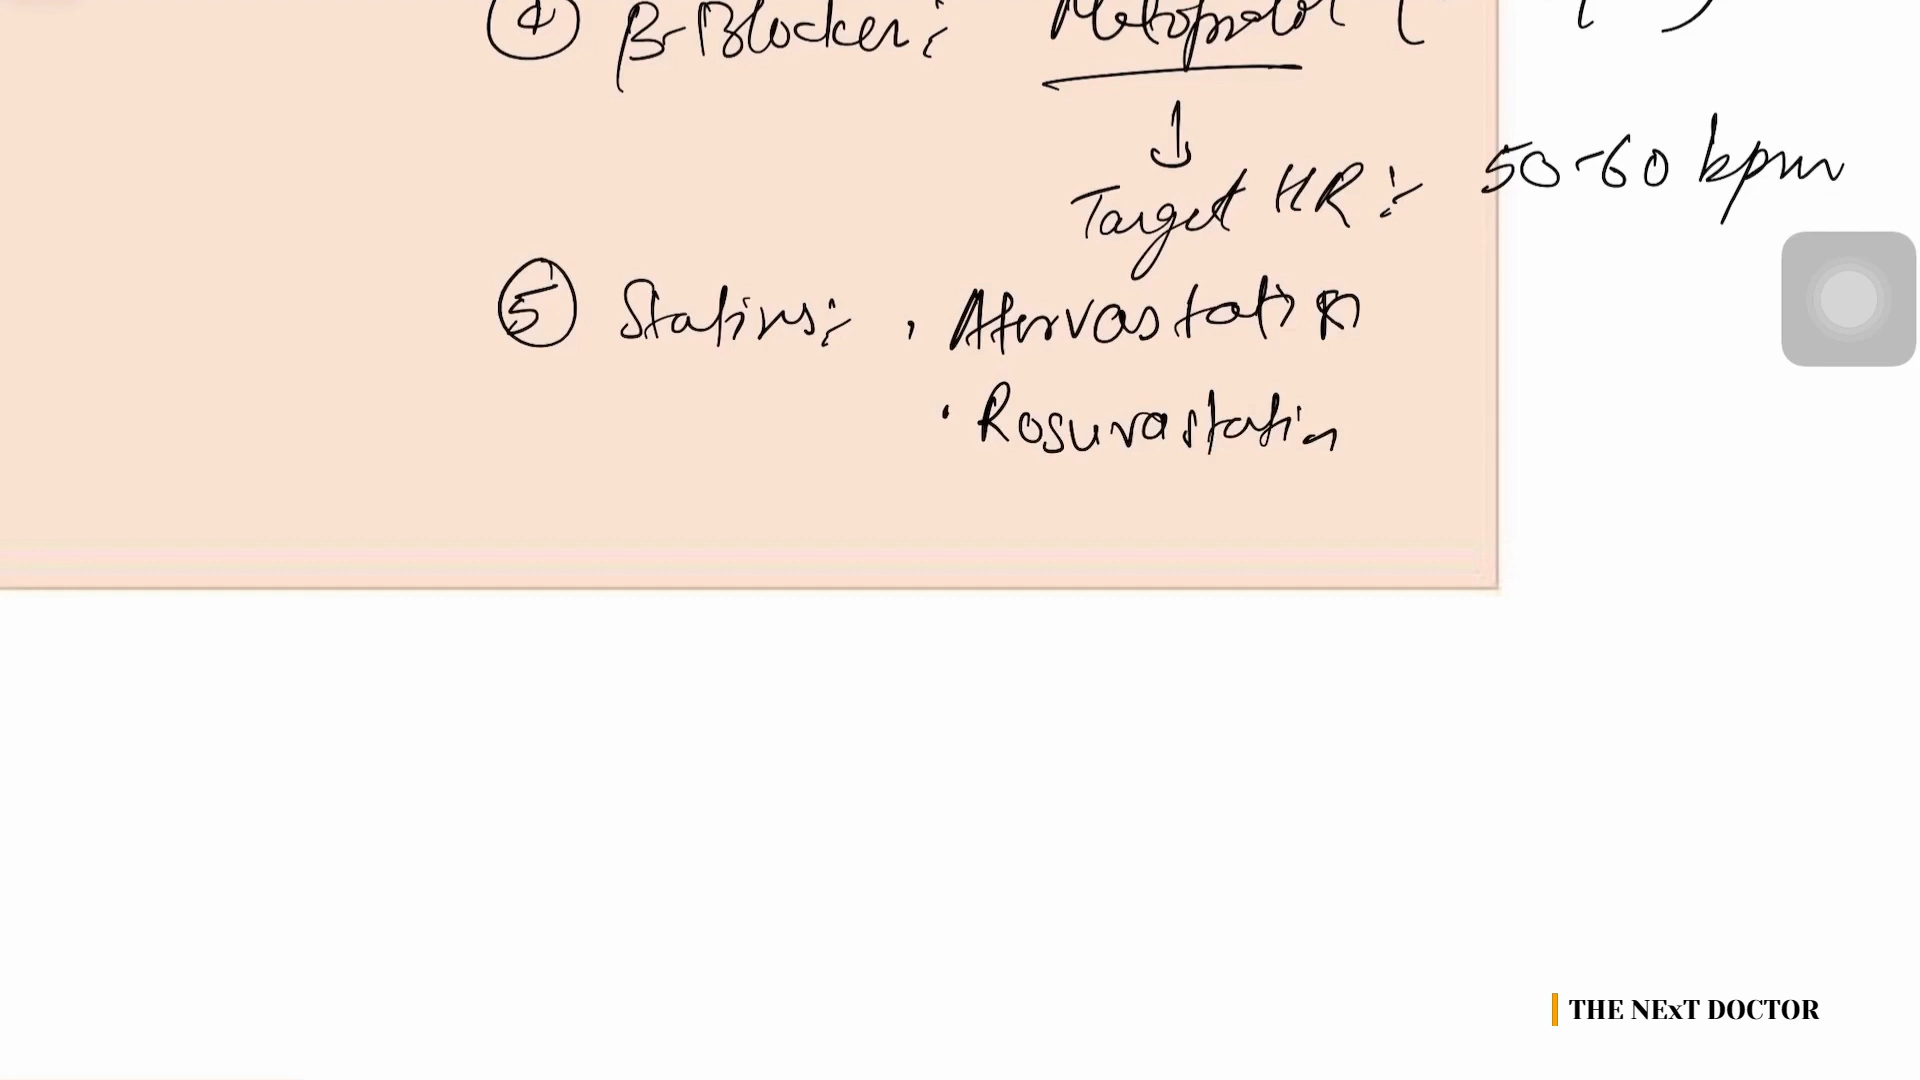 ④ β-Blocker: Metoprolol (
Target HR: 50-60 bpm
⑤ Statins: • Atorvastatin
• Rosuvastatin
THE NExT DOCTOR